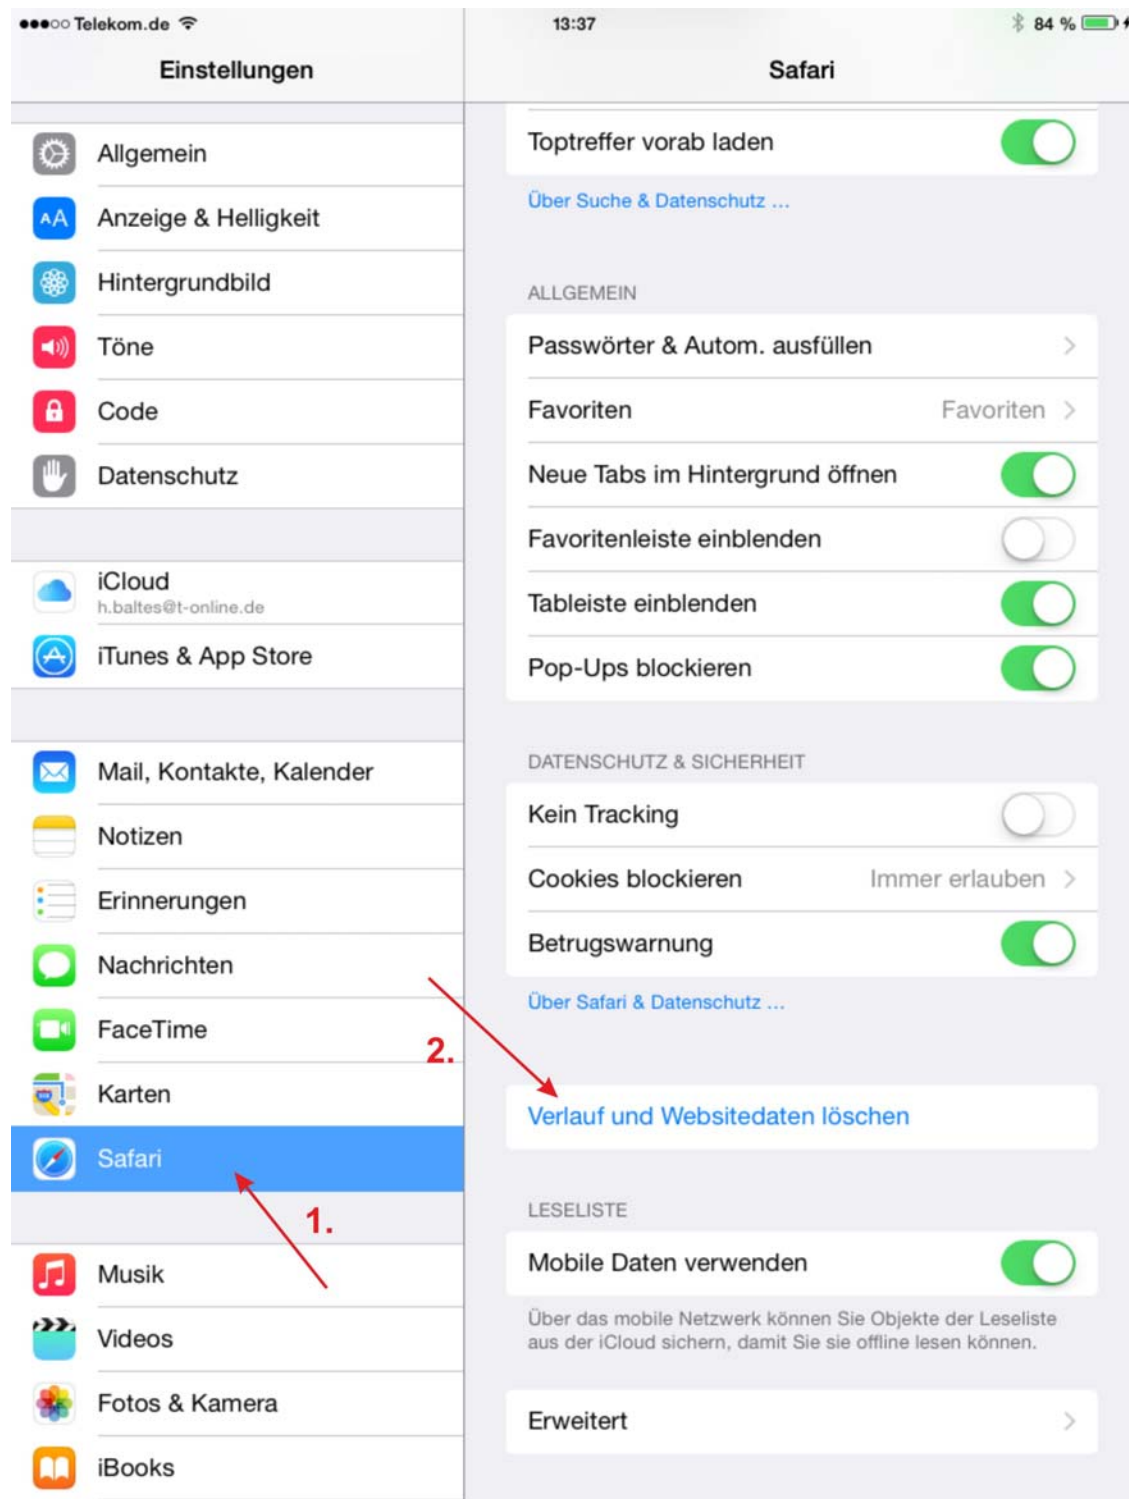 Telekom.de 13:37 84 %
Einstellungen
Allgemein
Anzeige & Helligkeit
Hintergrundbild
Töne
Code
Datenschutz
iCloud
h.baltes@t-online.de
iTunes & App Store
Mail, Kontakte, Kalender
Notizen
Erinnerungen
Nachrichten
FaceTime
Karten
Safari
1.
Musik
Videos
Fotos & Kamera
iBooks
Safari
Toptreffer vorab laden
Über Suche & Datenschutz ...
ALLGEMEIN
Passwörter & Autom. ausfüllen
Favoriten Favoriten
Neue Tabs im Hintergrund öffnen
Favoritenleiste einblenden
Tableiste einblenden
Pop-Ups blockieren
DATENSCHUTZ & SICHERHEIT
Kein Tracking
Cookies blockieren Immer erlauben
Betrugswarnung
Über Safari & Datenschutz ...
2.
Verlauf und Websitedaten löschen
LESELISTE
Mobile Daten verwenden
Über das mobile Netzwerk können Sie Objekte der Leseliste
aus der iCloud sichern, damit Sie sie offline lesen können.
Erweitert